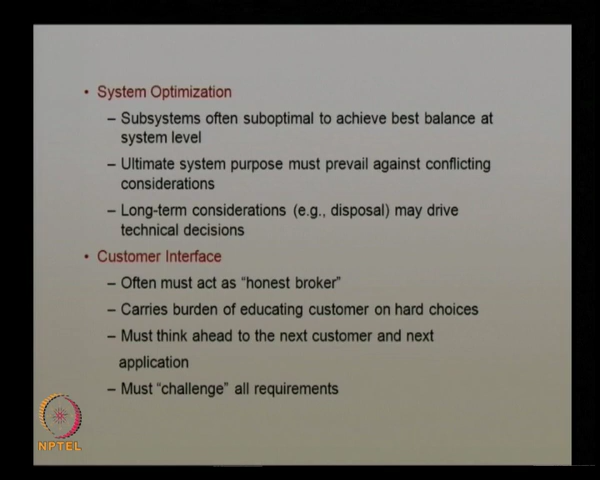 • System Optimization
– Subsystems often suboptimal to achieve best balance at
system level
– Ultimate system purpose must prevail against conflicting
considerations
– Long-term considerations (e.g., disposal) may drive
technical decisions
• Customer Interface
– Often must act as “honest broker”
– Carries burden of educating customer on hard choices
– Must think ahead to the next customer and next
application
– Must “challenge” all requirements
NPTEL